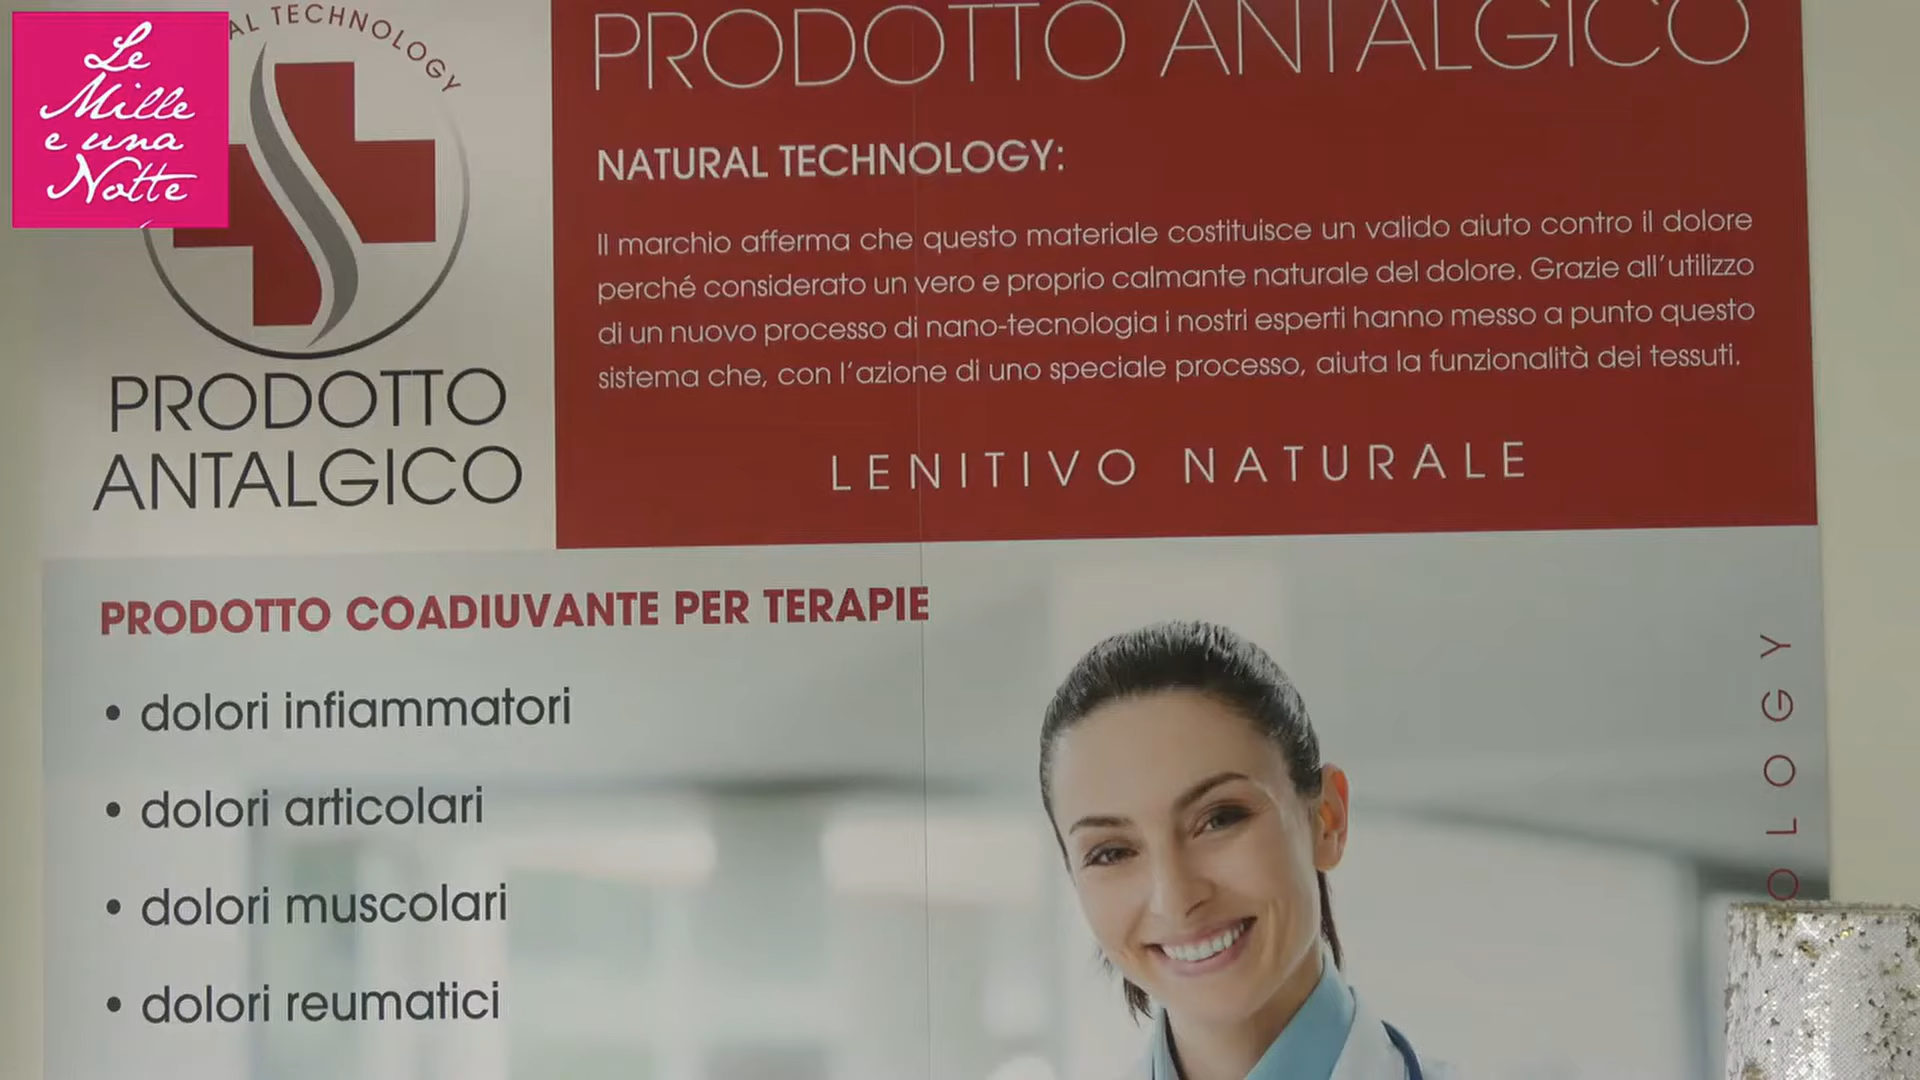 Le
Mille
e una
Notte
AL TECHNOLOGY
PRODOTTO
ANTALGICO
PRODOTTO ANTALGICO
NATURAL TECHNOLOGY:
Il marchio afferma che questo materiale costituisce un valido aiuto contro il dolore
perché considerato un vero e proprio calmante naturale del dolore. Grazie all'utilizzo
di un nuovo processo di nano-tecnologia i nostri esperti hanno messo a punto questo
sistema che, con l'azione di uno speciale processo, aiuta la funzionalità dei tessuti.
LENITIVO NATURALE
PRODOTTO COADIUVANTE PER TERAPIE
• dolori infiammatori
• dolori articolari
• dolori muscolari
• dolori reumatici
OLOGY